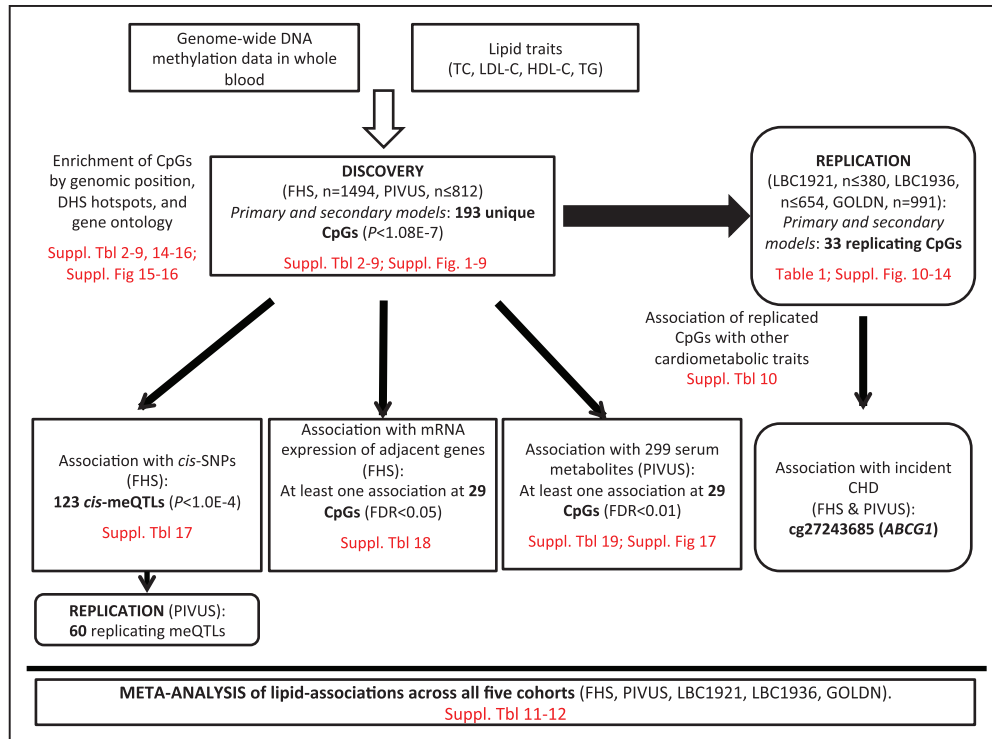 Genome-wide DNA
methylation data in whole
blood
Lipid traits
(TC, LDL-C, HDL-C, TG)
Enrichment of CpGs
by genomic position,
DHS hotspots, and
gene ontology
Suppl. Tbl 2-9, 14-16;
Suppl. Fig 15-16
DISCOVERY
(FHS, n=1494, PIVUS, n≤812)
Primary and secondary models: 193 unique
CpGs (P<1.08E-7)
Suppl. Tbl 2-9; Suppl. Fig. 1-9
REPLICATION
(LBC1921, n≤380, LBC1936,
n≤654, GOLDN, n=991):
Primary and secondary
models: 33 replicating CpGs
Table 1; Suppl. Fig. 10-14
Association of replicated
CpGs with other
cardiometabolic traits
Suppl. Tbl 10
Association with cis-SNPs
(FHS):
123 cis-meQTLs (P<1.0E-4)
Suppl. Tbl 17
Association with mRNA
expression of adjacent genes
(FHS):
At least one association at 29
CpGs (FDR<0.05)
Suppl. Tbl 18
Association with 299 serum
metabolites (PIVUS):
At least one association at 29
CpGs (FDR<0.01)
Suppl. Tbl 19; Suppl. Fig 17
Association with incident
CHD
(FHS & PIVUS):
cg27243685 (ABCG1)
REPLICATION (PIVUS):
60 replicating meQTLs
META-ANALYSIS of lipid-associations across all five cohorts (FHS, PIVUS, LBC1921, LBC1936, GOLDN).
Suppl. Tbl 11-12